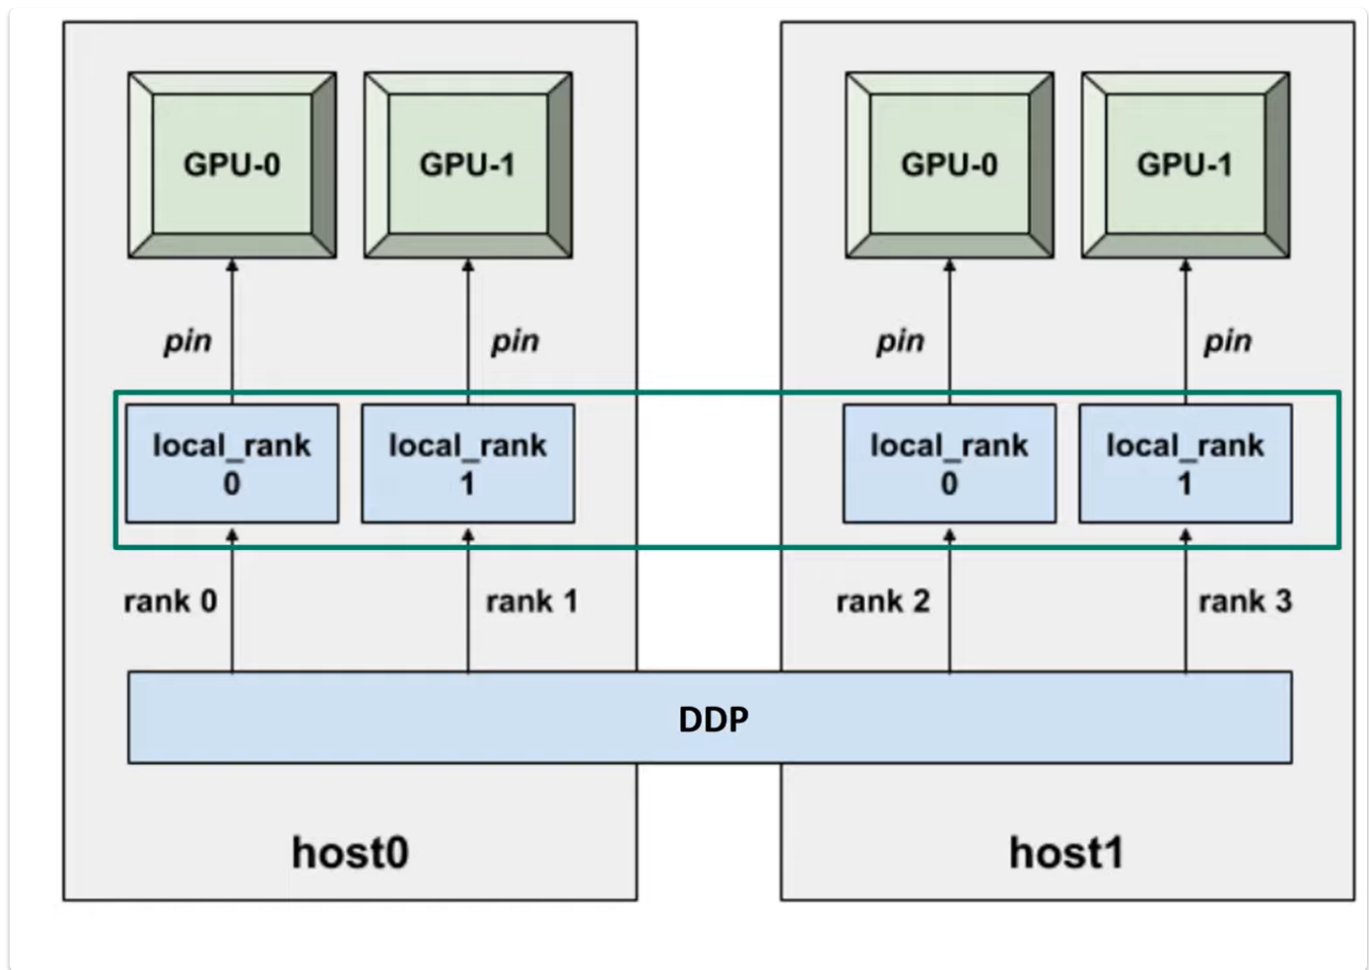 GPU-0
GPU-1
GPU-0
GPU-1
pin
pin
pin
pin
local_rank
0
local_rank
1
local_rank
0
local_rank
1
rank 0
rank 1
rank 2
rank 3
DDP
host0
host1